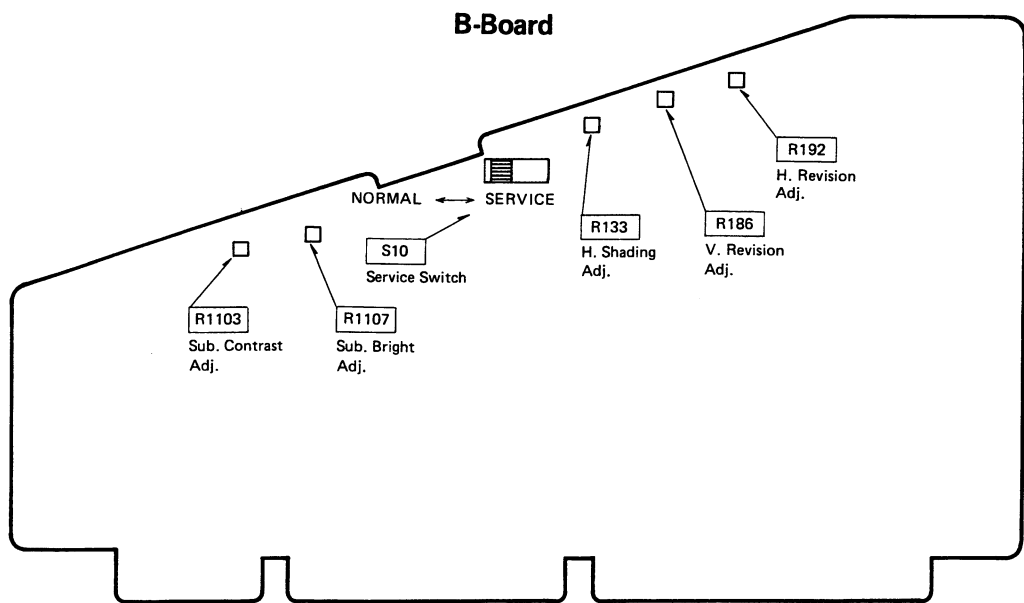 B-Board
R192
H. Revision
Adj.
NORMAL ↔ SERVICE
R133
H. Shading
Adj.
R186
V. Revision
Adj.
S10
Service Switch
R1103
Sub. Contrast
Adj.
R1107
Sub. Bright
Adj.